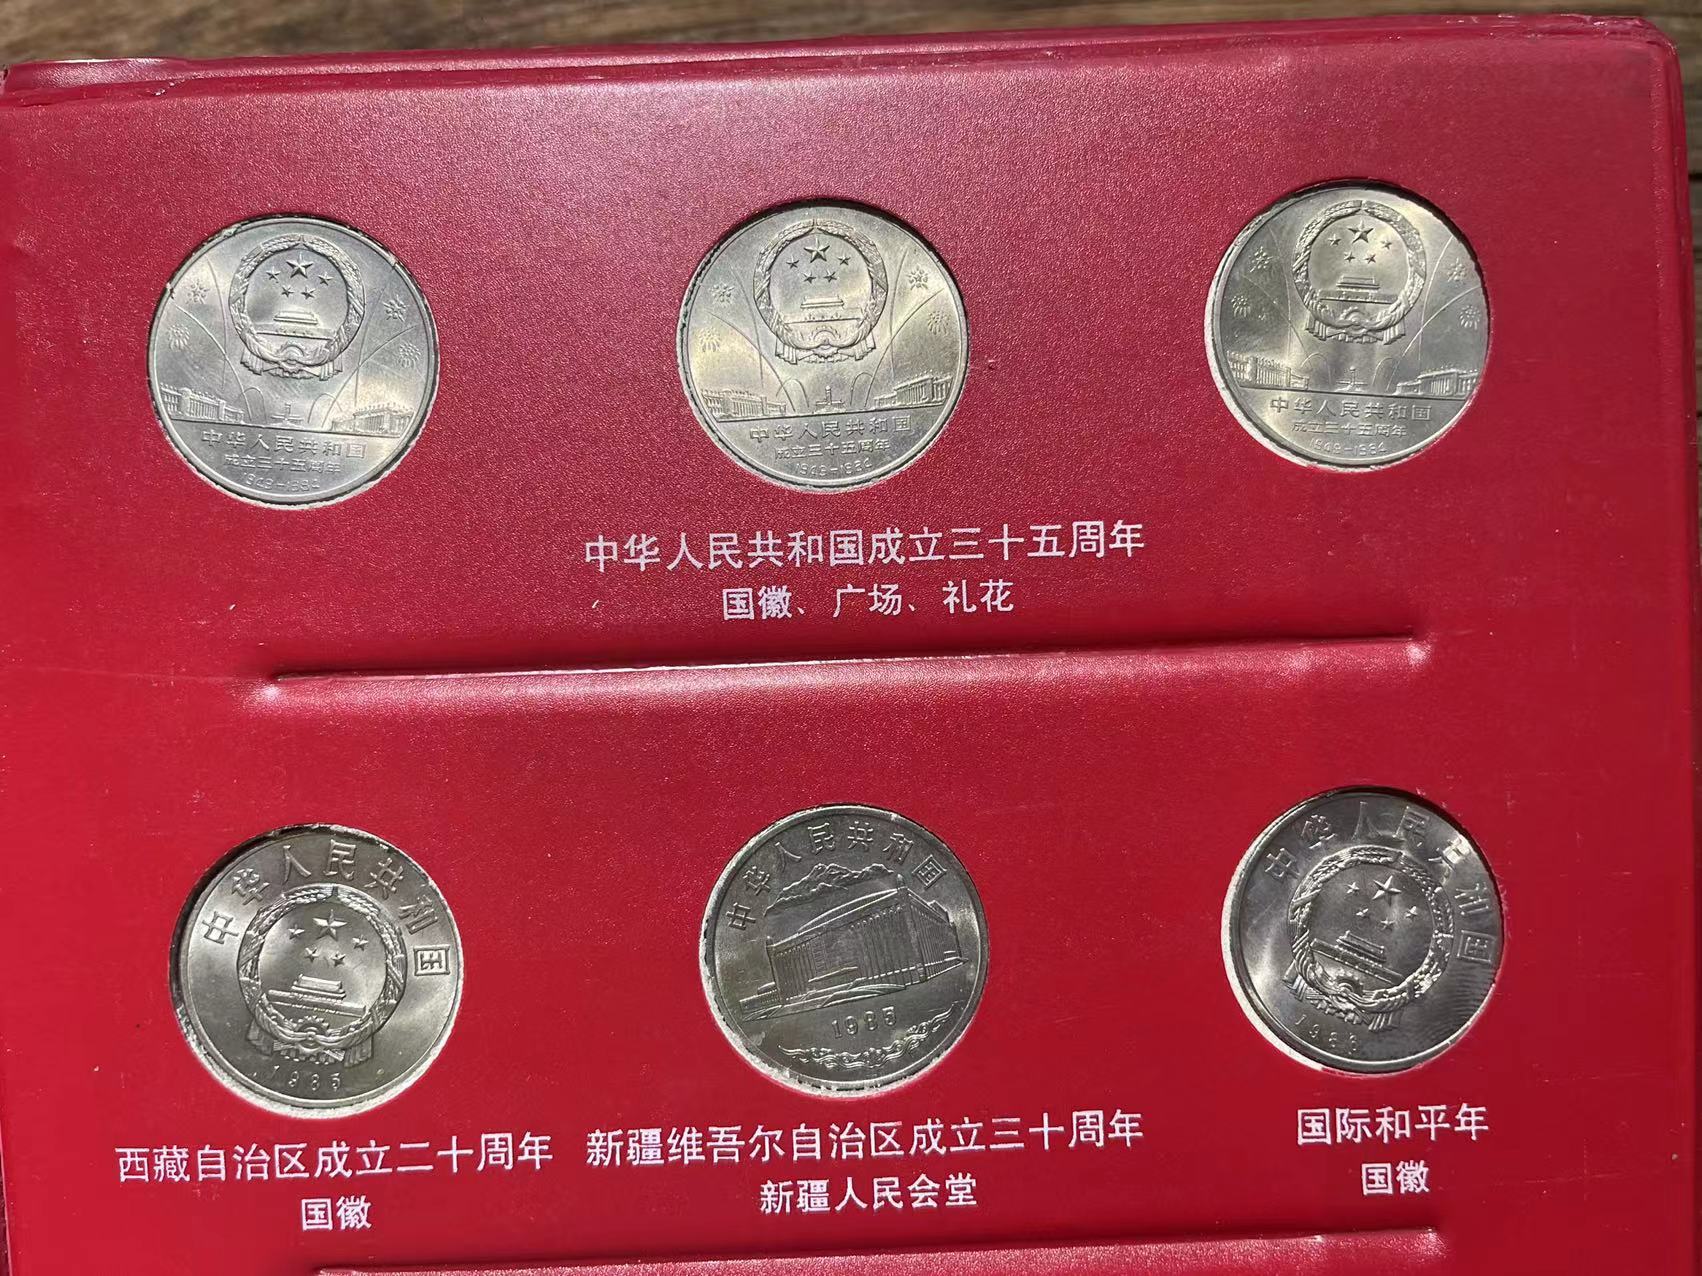 中华人民共和国
成立三十五周年
1949-1984
中华人民共和国
成立三十五周年
1949-1984
中华人民共和国
成立三十五周年
1949-1984
中华人民共和国成立三十五周年
国徽、广场、礼花
中华人民共和国
1985
中华人民共和国
1985
中华人民共和国
1986
西藏自治区成立二十周年
国徽
新疆维吾尔自治区成立三十周年
新疆人民会堂
国际和平年
国徽